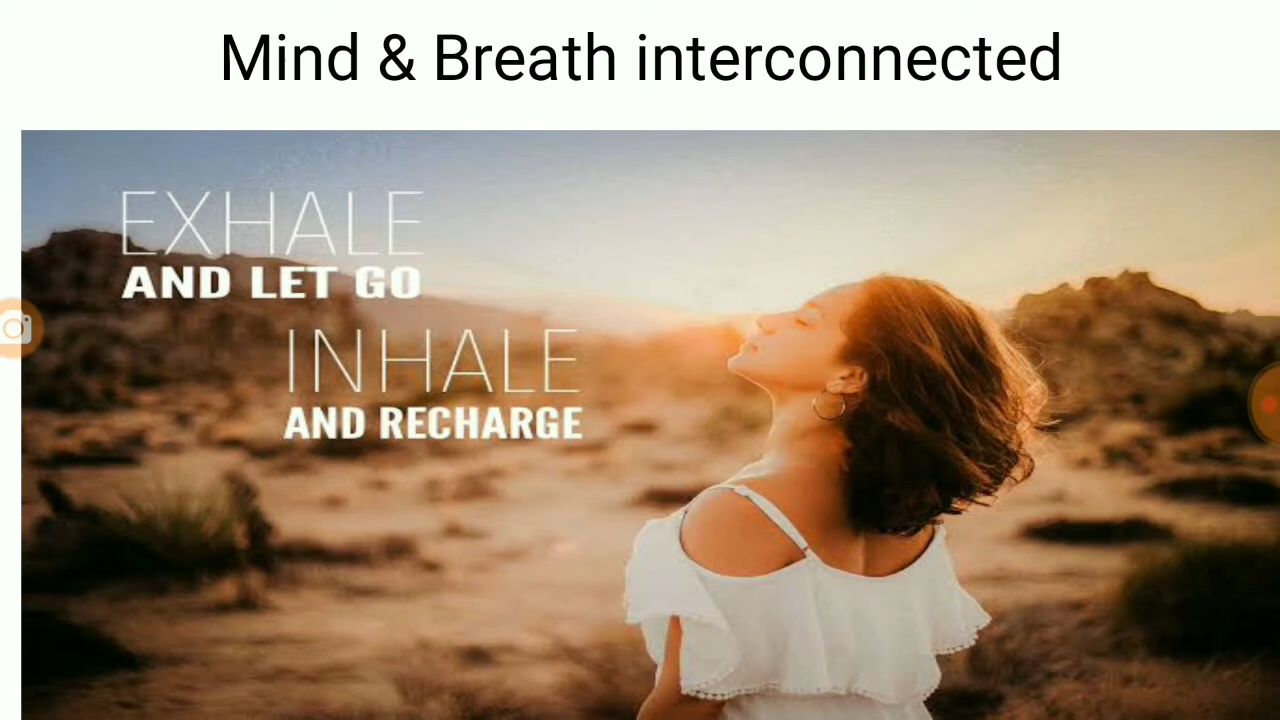 Mind & Breath interconnected
EXHALE
AND LET GO
INHALE
AND RECHARGE